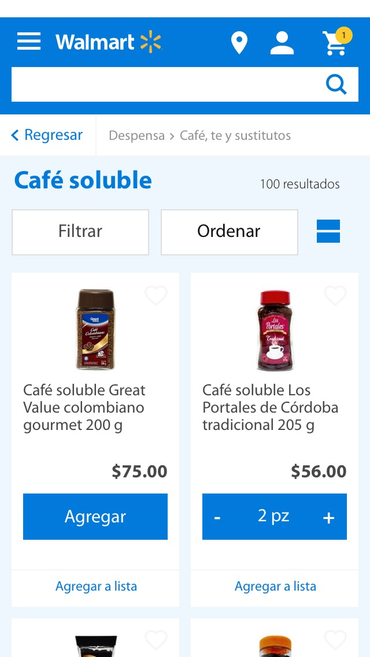 Walmart
1
Regresar
Despensa > Café, te y sustitutos
Café soluble
100 resultados
Filtrar
Ordenar
Café soluble Great
Value colombiano
gourmet 200 g
$75.00
Agregar
Agregar a lista
Los
Portales
Café soluble Los
Portales de Córdoba
tradicional 205 g
$56.00
- 2 pz +
Agregar a lista